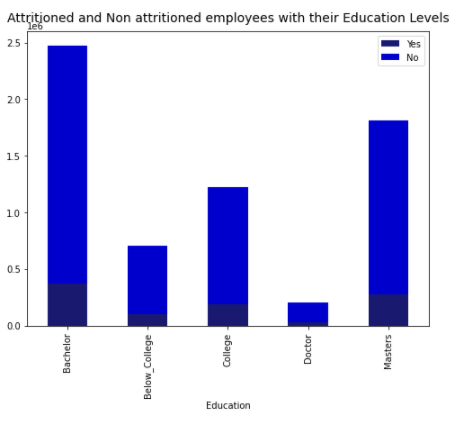 Attritioned and Non attritioned employees with their Education Levels
1e6
2.5
2.0
1.5
1.0
0.5
0.0
Yes
No
Bachelor
Below_College
College
Doctor
Masters
Education